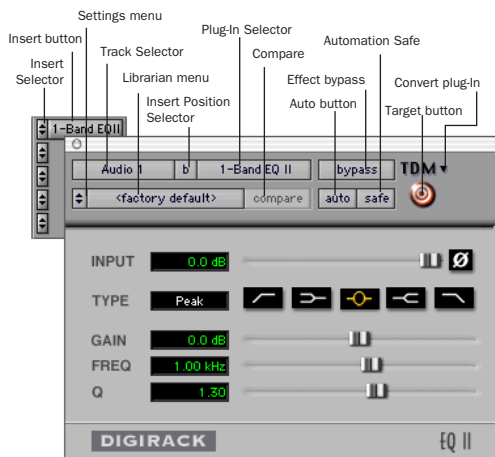 Settings menu
Plug-In Selector
Insert button
Automation Safe
Track Selector
Compare
Insert
Selector
Librarian menu
Effect bypass
Convert plug-In
Insert Position
Selector
Auto button
Target button
1-Band EQII
Audio 1 b 1-Band EQ II bypass TDM
<factory default> compare auto safe
INPUT 0.0 dB Ø
TYPE Peak
GAIN 0.0 dB
FREQ 1.00 kHz
Q 1.30
DIGIRACK EQ II